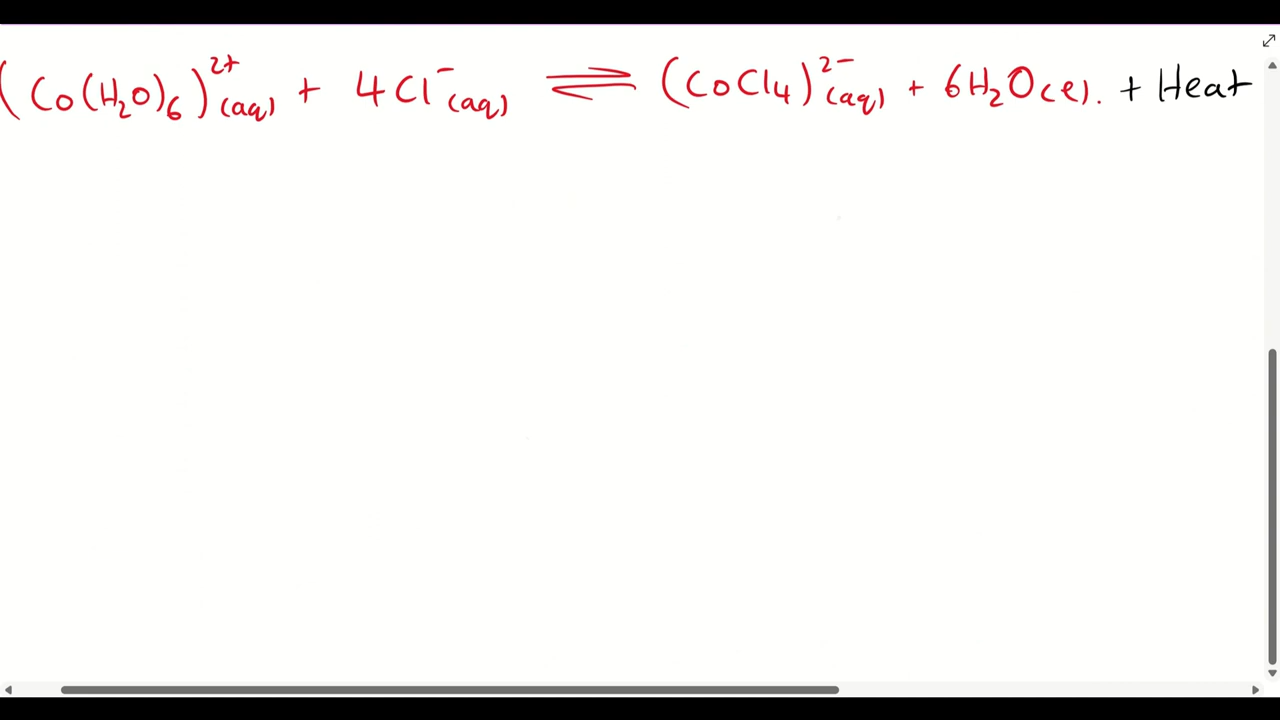 (Co(H₂O)₆)²⁺(aq) + 4Cl⁻(aq) ⇌ (CoCl₄)²⁻(aq) + 6H₂O(ℓ). + Heat